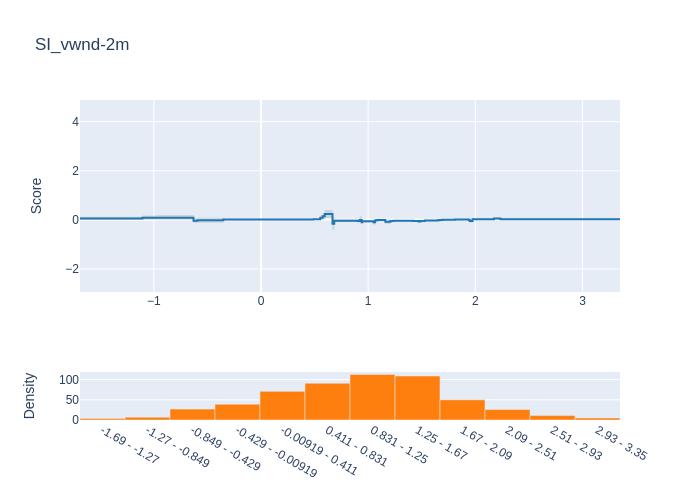 SI_vwnd-2m
Score
4
2
0
−2
−1
0
1
2
3
Density
100
50
0
-1.69 - -1.27
-1.27 - -0.849
-0.849 - -0.429
-0.429 - -0.00919
-0.00919 - 0.411
0.411 - 0.831
0.831 - 1.25
1.25 - 1.67
1.67 - 2.09
2.09 - 2.51
2.51 - 2.93
2.93 - 3.35